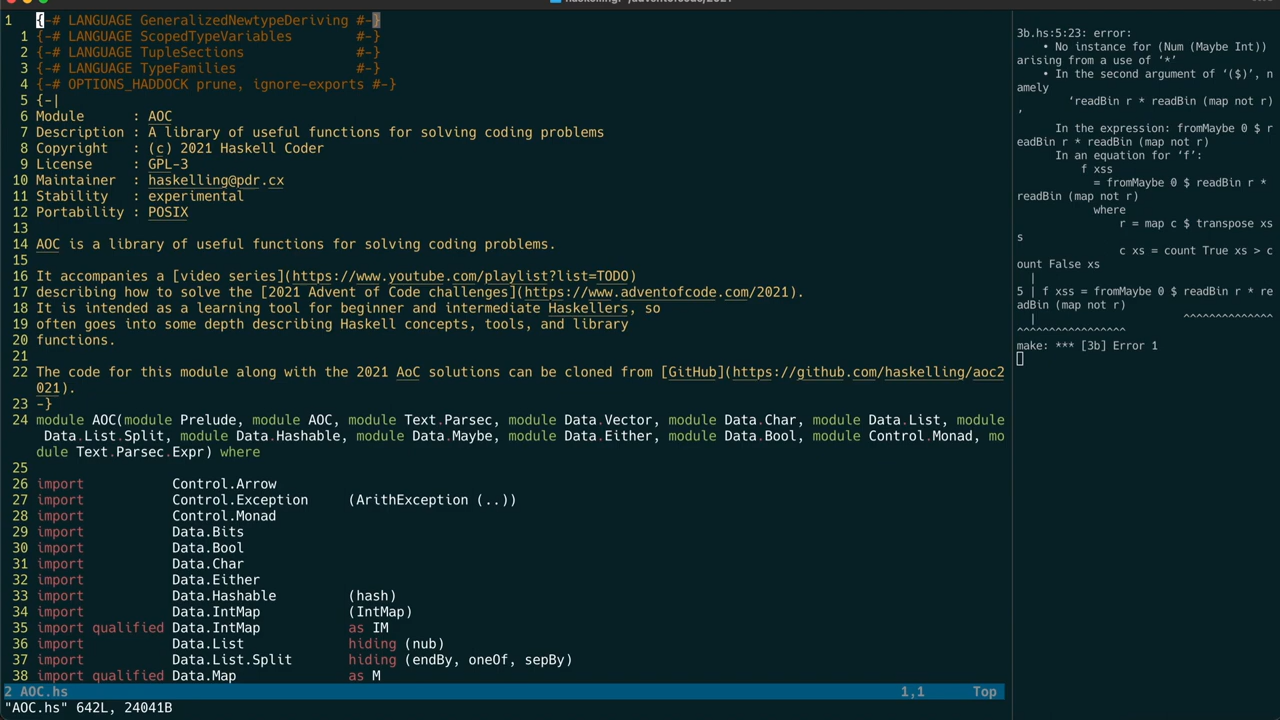 1 {-# LANGUAGE GeneralizedNewtypeDeriving #-}
1 {-# LANGUAGE ScopedTypeVariables        #-}
2 {-# LANGUAGE TupleSections              #-}
3 {-# LANGUAGE TypeFamilies               #-}
4 {-# OPTIONS_HADDOCK prune, ignore-exports #-}
5 {-|
6 Module      : AOC
7 Description : A library of useful functions for solving coding problems
8 Copyright   : (c) 2021 Haskell Coder
9 License     : GPL-3
10 Maintainer  : haskelling@pdr.cx
11 Stability   : experimental
12 Portability : POSIX
13
14 AOC is a library of useful functions for solving coding problems.
15
16 It accompanies a [video series](https://www.youtube.com/playlist?list=TODO)
17 describing how to solve the [2021 Advent of Code challenges](https://www.adventofcode.com/2021).
18 It is intended as a learning tool for beginner and intermediate Haskellers, so
19 often goes into some depth describing Haskell concepts, tools, and library
20 functions.
21
22 The code for this module along with the 2021 AoC solutions can be cloned from [GitHub](https://github.com/haskelling/aoc2
021).
23 -}
24 module AOC(module Prelude, module AOC, module Text.Parsec, module Data.Vector, module Data.Char, module Data.List, module
Data.List.Split, module Data.Hashable, module Data.Maybe, module Data.Either, module Data.Bool, module Control.Monad, mo
dule Text.Parsec.Expr) where
25
26 import           Control.Arrow
27 import           Control.Exception     (ArithException (..))
28 import           Control.Monad
29 import           Data.Bits
30 import           Data.Bool
31 import           Data.Char
32 import           Data.Either
33 import           Data.Hashable         (hash)
34 import           Data.IntMap           (IntMap)
35 import qualified Data.IntMap           as IM
36 import           Data.List             hiding (nub)
37 import           Data.List.Split       hiding (endBy, oneOf, sepBy)
38 import qualified Data.Map              as M
2 AOC.hs 1,1 Top
"AOC.hs" 642L, 24041B
3b.hs:5:23: error:
• No instance for (Num (Maybe Int))
arising from a use of ‘*’
• In the second argument of ‘($)’, n
amely
‘readBin r * readBin (map not r)
’
In the expression: fromMaybe 0 $ r
eadBin r * readBin (map not r)
In an equation for ‘f’:
f xss
= fromMaybe 0 $ readBin r *
readBin (map not r)
where
r = map c $ transpose xs
s
c xs = count True xs > c
ount False xs
|
5 | f xss = fromMaybe 0 $ readBin r * re
adBin (map not r)
| ^^^^^^^^^^^^^^
^^^^^^^^^^^^^^^^^
make: *** [3b] Error 1